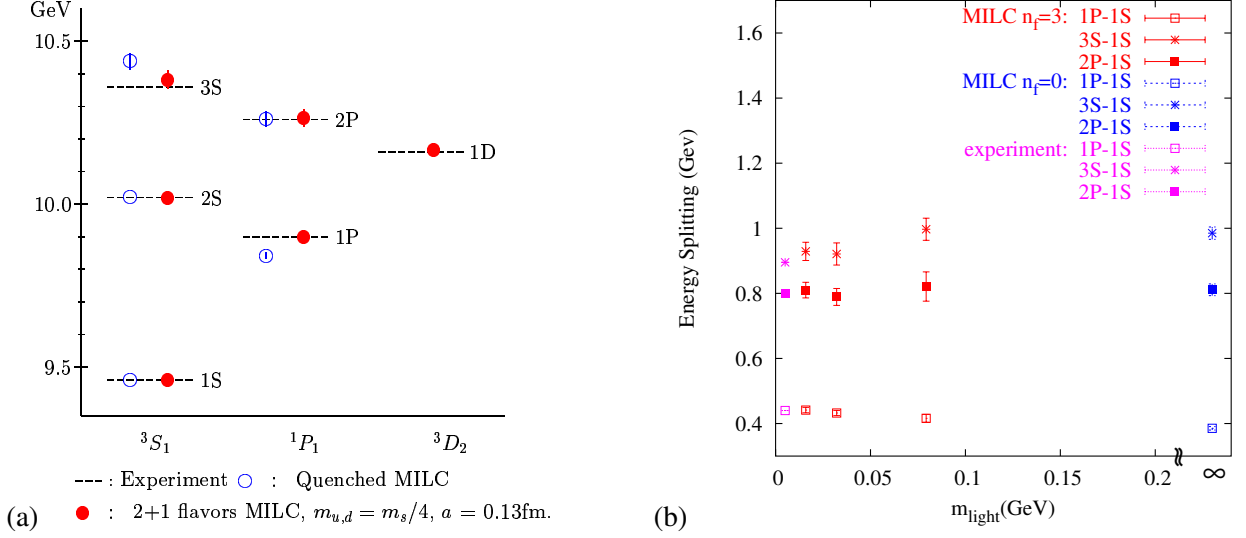 GeV
10.5
3S
2P
1D
10.0
2S
1P
9.5
1S
³S₁ ¹P₁ ³D₂
: Experiment : Quenched MILC
(a) : 2+1 flavors MILC, m_{u,d} = m_s/4, a = 0.13fm.
MILC n_f=3: 1P-1S
3S-1S
2P-1S
MILC n_f=0: 1P-1S
3S-1S
2P-1S
experiment: 1P-1S
3S-1S
2P-1S
Energy Splitting (Gev)
1.6
1.4
1.2
1
0.8
0.6
0.4
0 0.05 0.1 0.15 0.2 ∞
m_{light}(GeV)
(b)